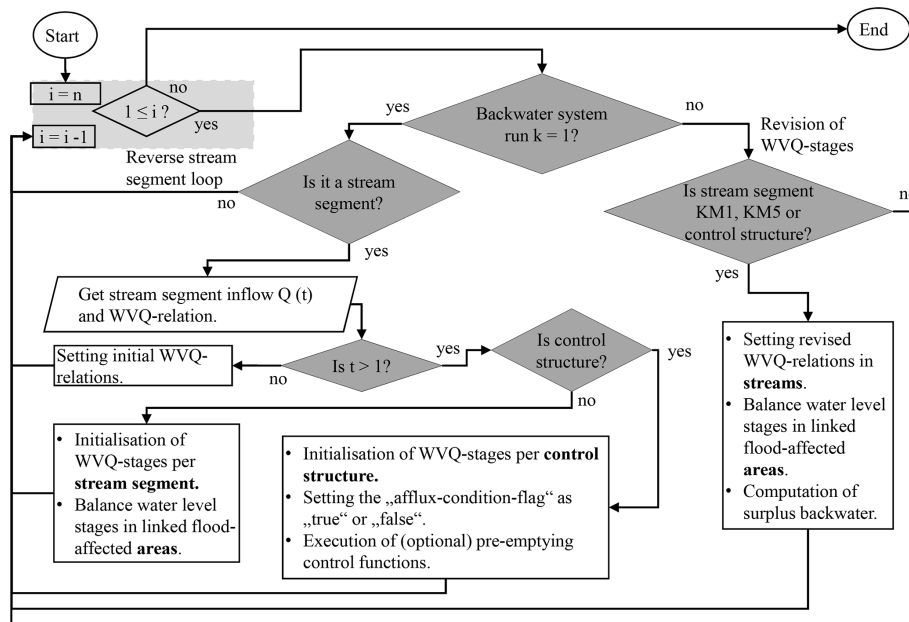 Start
End
i = n
no
1 ≤ i ?
yes
i = i -1
Reverse stream
segment loop
Backwater system
run k = 1?
yes
no
Revision of
WVQ-stages
Is it a stream
segment?
no
yes
Is stream segment
KM1, KM5 or
control structure?
yes
Get stream segment inflow Q (t)
and WVQ-relation.
Setting initial WVQ-
relations.
no
Is t > 1?
yes
Is control
structure?
yes
no
• Initialisation of
WVQ-stages per
stream segment.
• Balance water level
stages in linked flood-
affected areas.
• Initialisation of WVQ-stages per control
structure.
• Setting the „afflux-condition-flag“ as
„true“ or „false“.
• Execution of (optional) pre-emptying
control functions.
• Setting revised
WVQ-relations in
streams.
• Balance water level
stages in linked
flood-affected
areas.
• Computation of
surplus backwater.